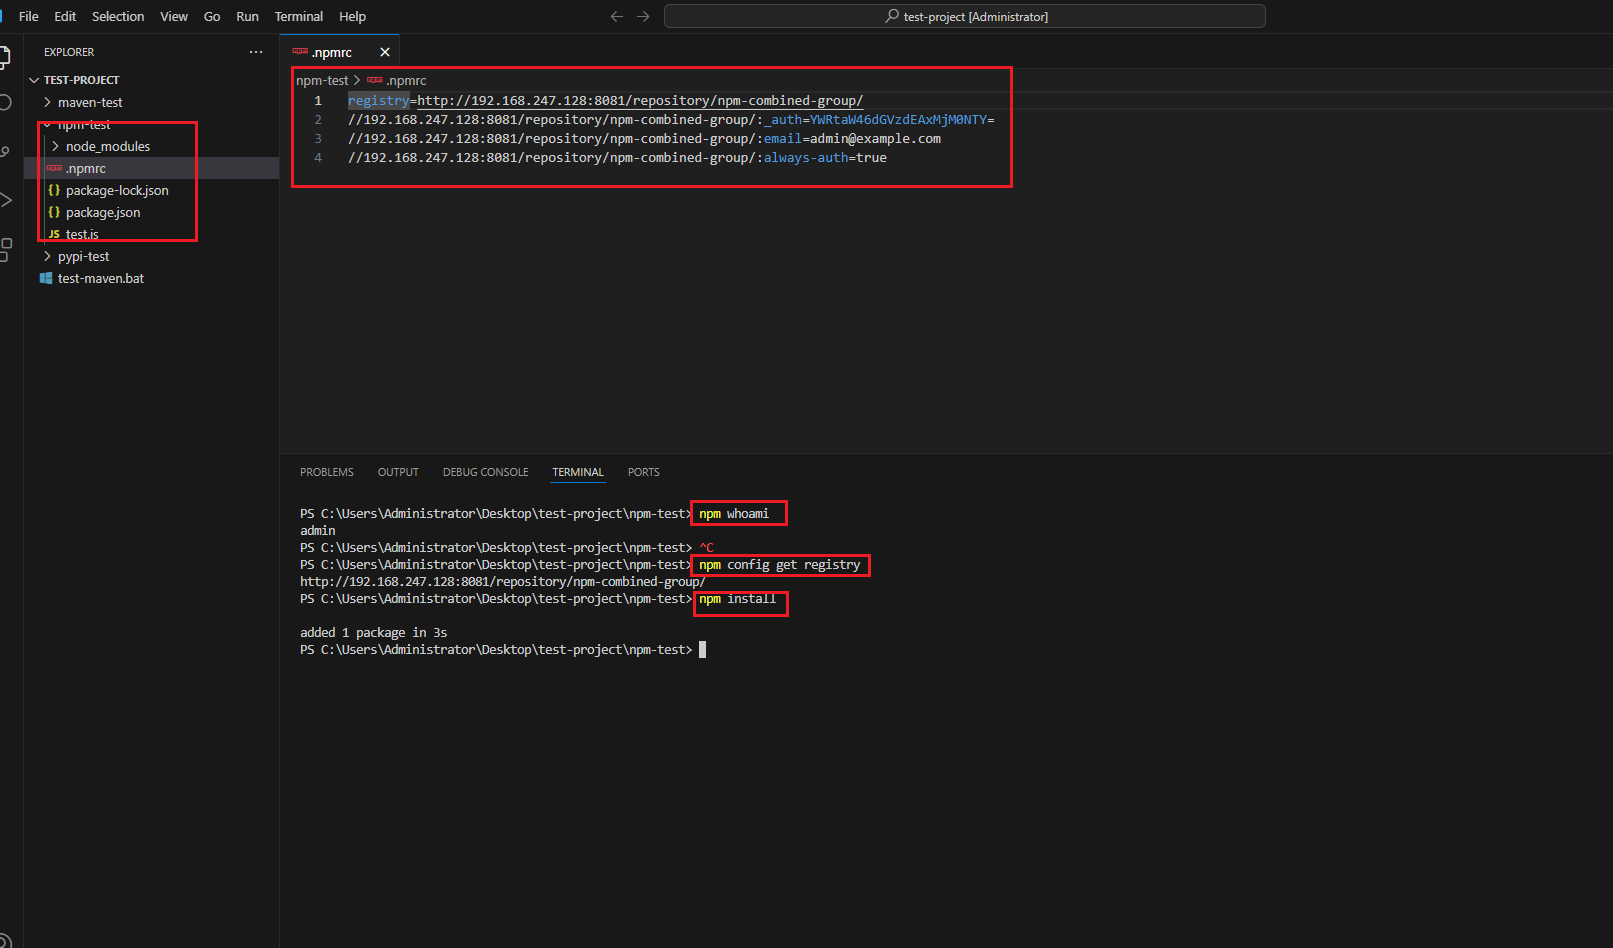 File Edit Selection View Go Run Terminal Help
test-project [Administrator]
EXPLORER
TEST-PROJECT
maven-test
npm-test
node_modules
.npmrc
package-lock.json
package.json
test.js
pypi-test
test-maven.bat
.npmrc
npm-test > .npmrc
1 registry=http://192.168.247.128:8081/repository/npm-combined-group/
2 //192.168.247.128:8081/repository/npm-combined-group/:_auth=YWRtaW46dGVzdEAxMjM0NTY=
3 //192.168.247.128:8081/repository/npm-combined-group/:email=admin@example.com
4 //192.168.247.128:8081/repository/npm-combined-group/:always-auth=true
PROBLEMS OUTPUT DEBUG CONSOLE TERMINAL PORTS
PS C:\Users\Administrator\Desktop\test-project\npm-test> npm whoami
admin
PS C:\Users\Administrator\Desktop\test-project\npm-test> ^C
PS C:\Users\Administrator\Desktop\test-project\npm-test> npm config get registry
http://192.168.247.128:8081/repository/npm-combined-group/
PS C:\Users\Administrator\Desktop\test-project\npm-test> npm install
added 1 package in 3s
PS C:\Users\Administrator\Desktop\test-project\npm-test>